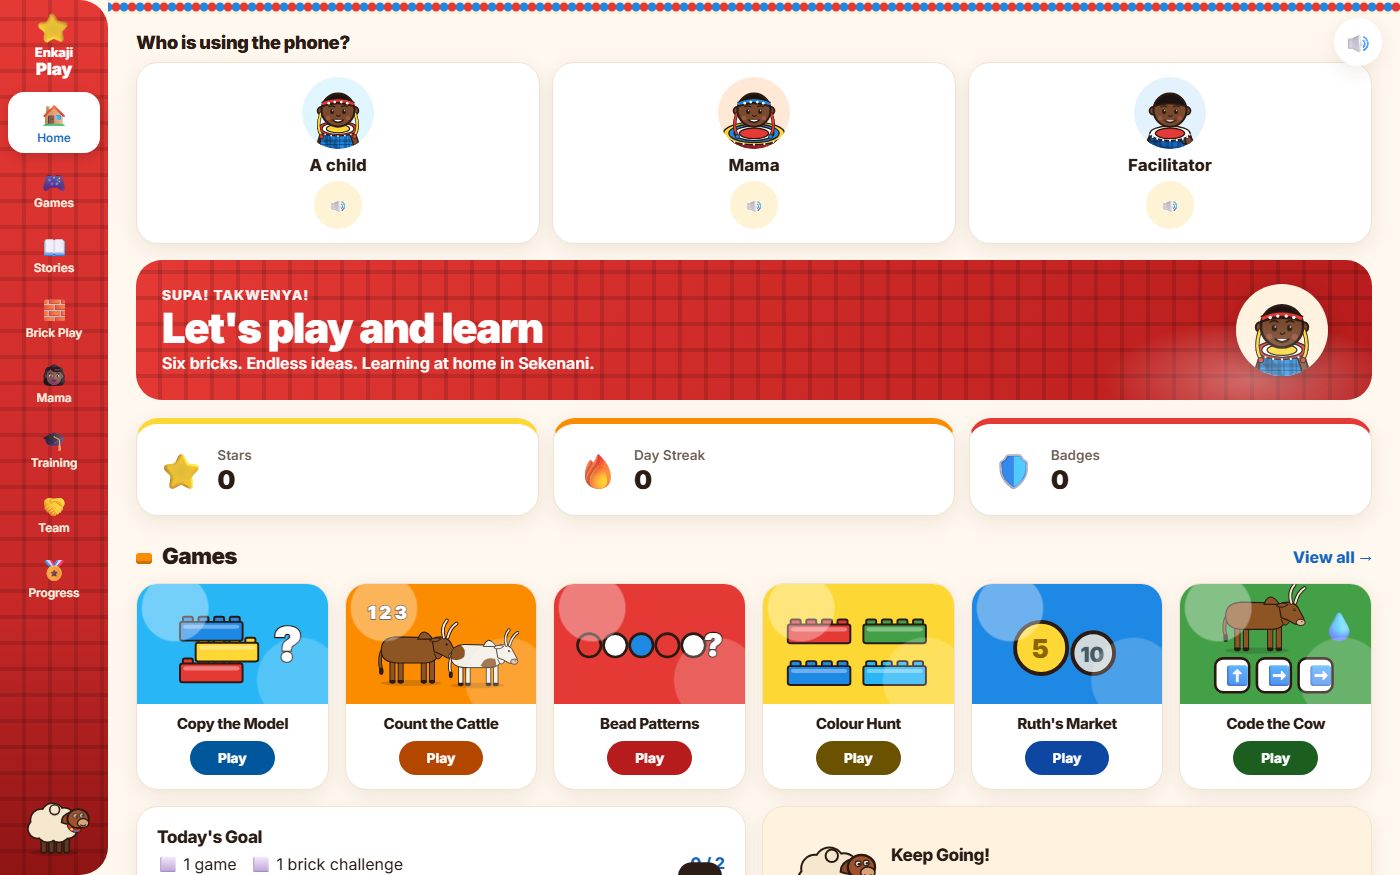 Enkaji
Play
Home
Games
Stories
Brick Play
Mama
Training
Team
Progress
Who is using the phone?
A child
Mama
Facilitator
SUPA! TAKWENYA!
Let's play and learn
Six bricks. Endless ideas. Learning at home in Sekenani.
Stars
0
Day Streak
0
Badges
0
Games
View all →
?
Copy the Model
Play
123
Count the Cattle
Play
?
Bead Patterns
Play
Colour Hunt
Play
5
10
Ruth's Market
Play
Code the Cow
Play
Today's Goal
1 game
1 brick challenge
Keep Going!